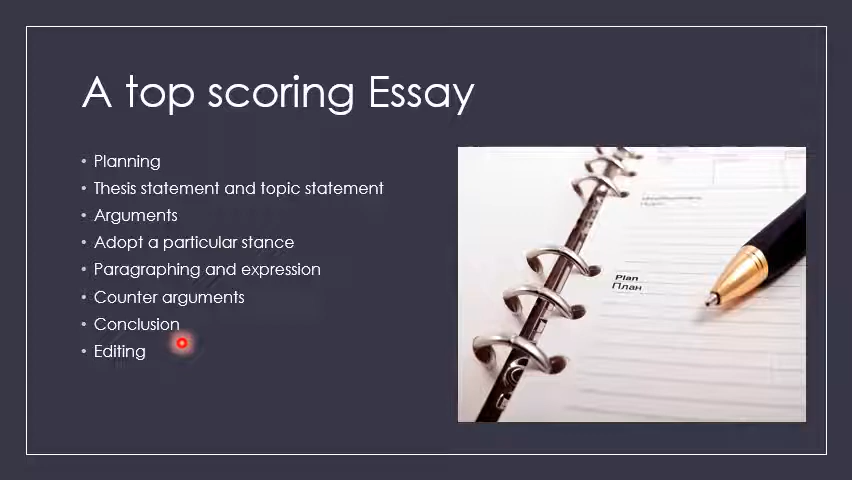 A top scoring Essay
• Planning
• Thesis statement and topic statement
• Arguments
• Adopt a particular stance
• Paragraphing and expression
• Counter arguments
• Conclusion
• Editing
Plan
План